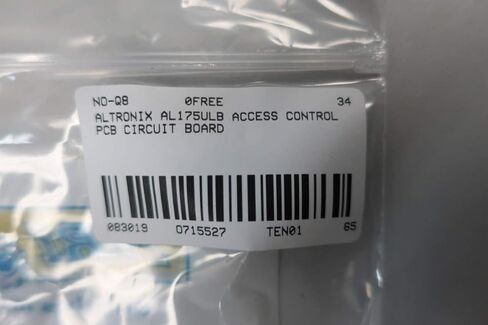 NO-Q8 0FREE 34
ALTRONIX AL175ULB ACCESS CONTROL
PCB CIRCUIT BOARD
083019 0715527 TEN01 65